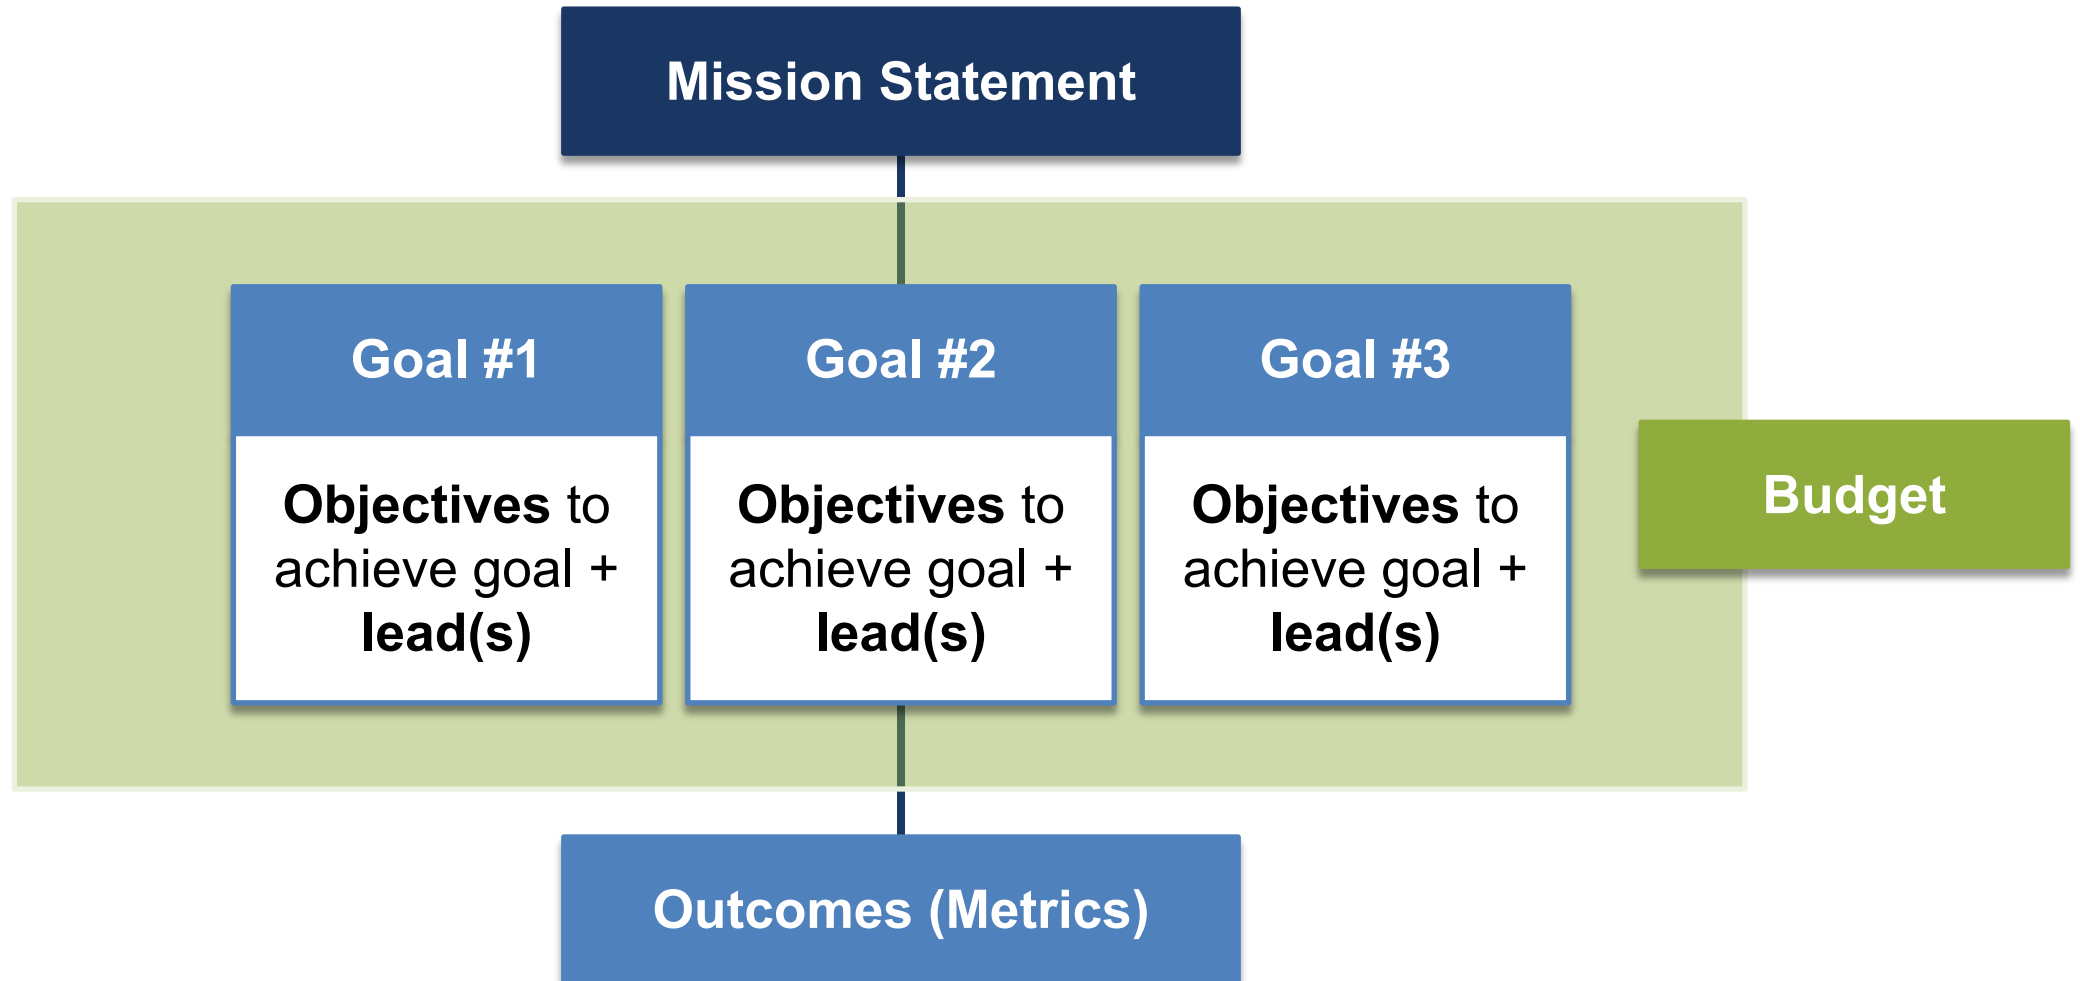 Mission Statement
Goal #1
Objectives to
achieve goal +
lead(s)
Goal #2
Objectives to
achieve goal +
lead(s)
Goal #3
Objectives to
achieve goal +
lead(s)
Budget
Outcomes (Metrics)